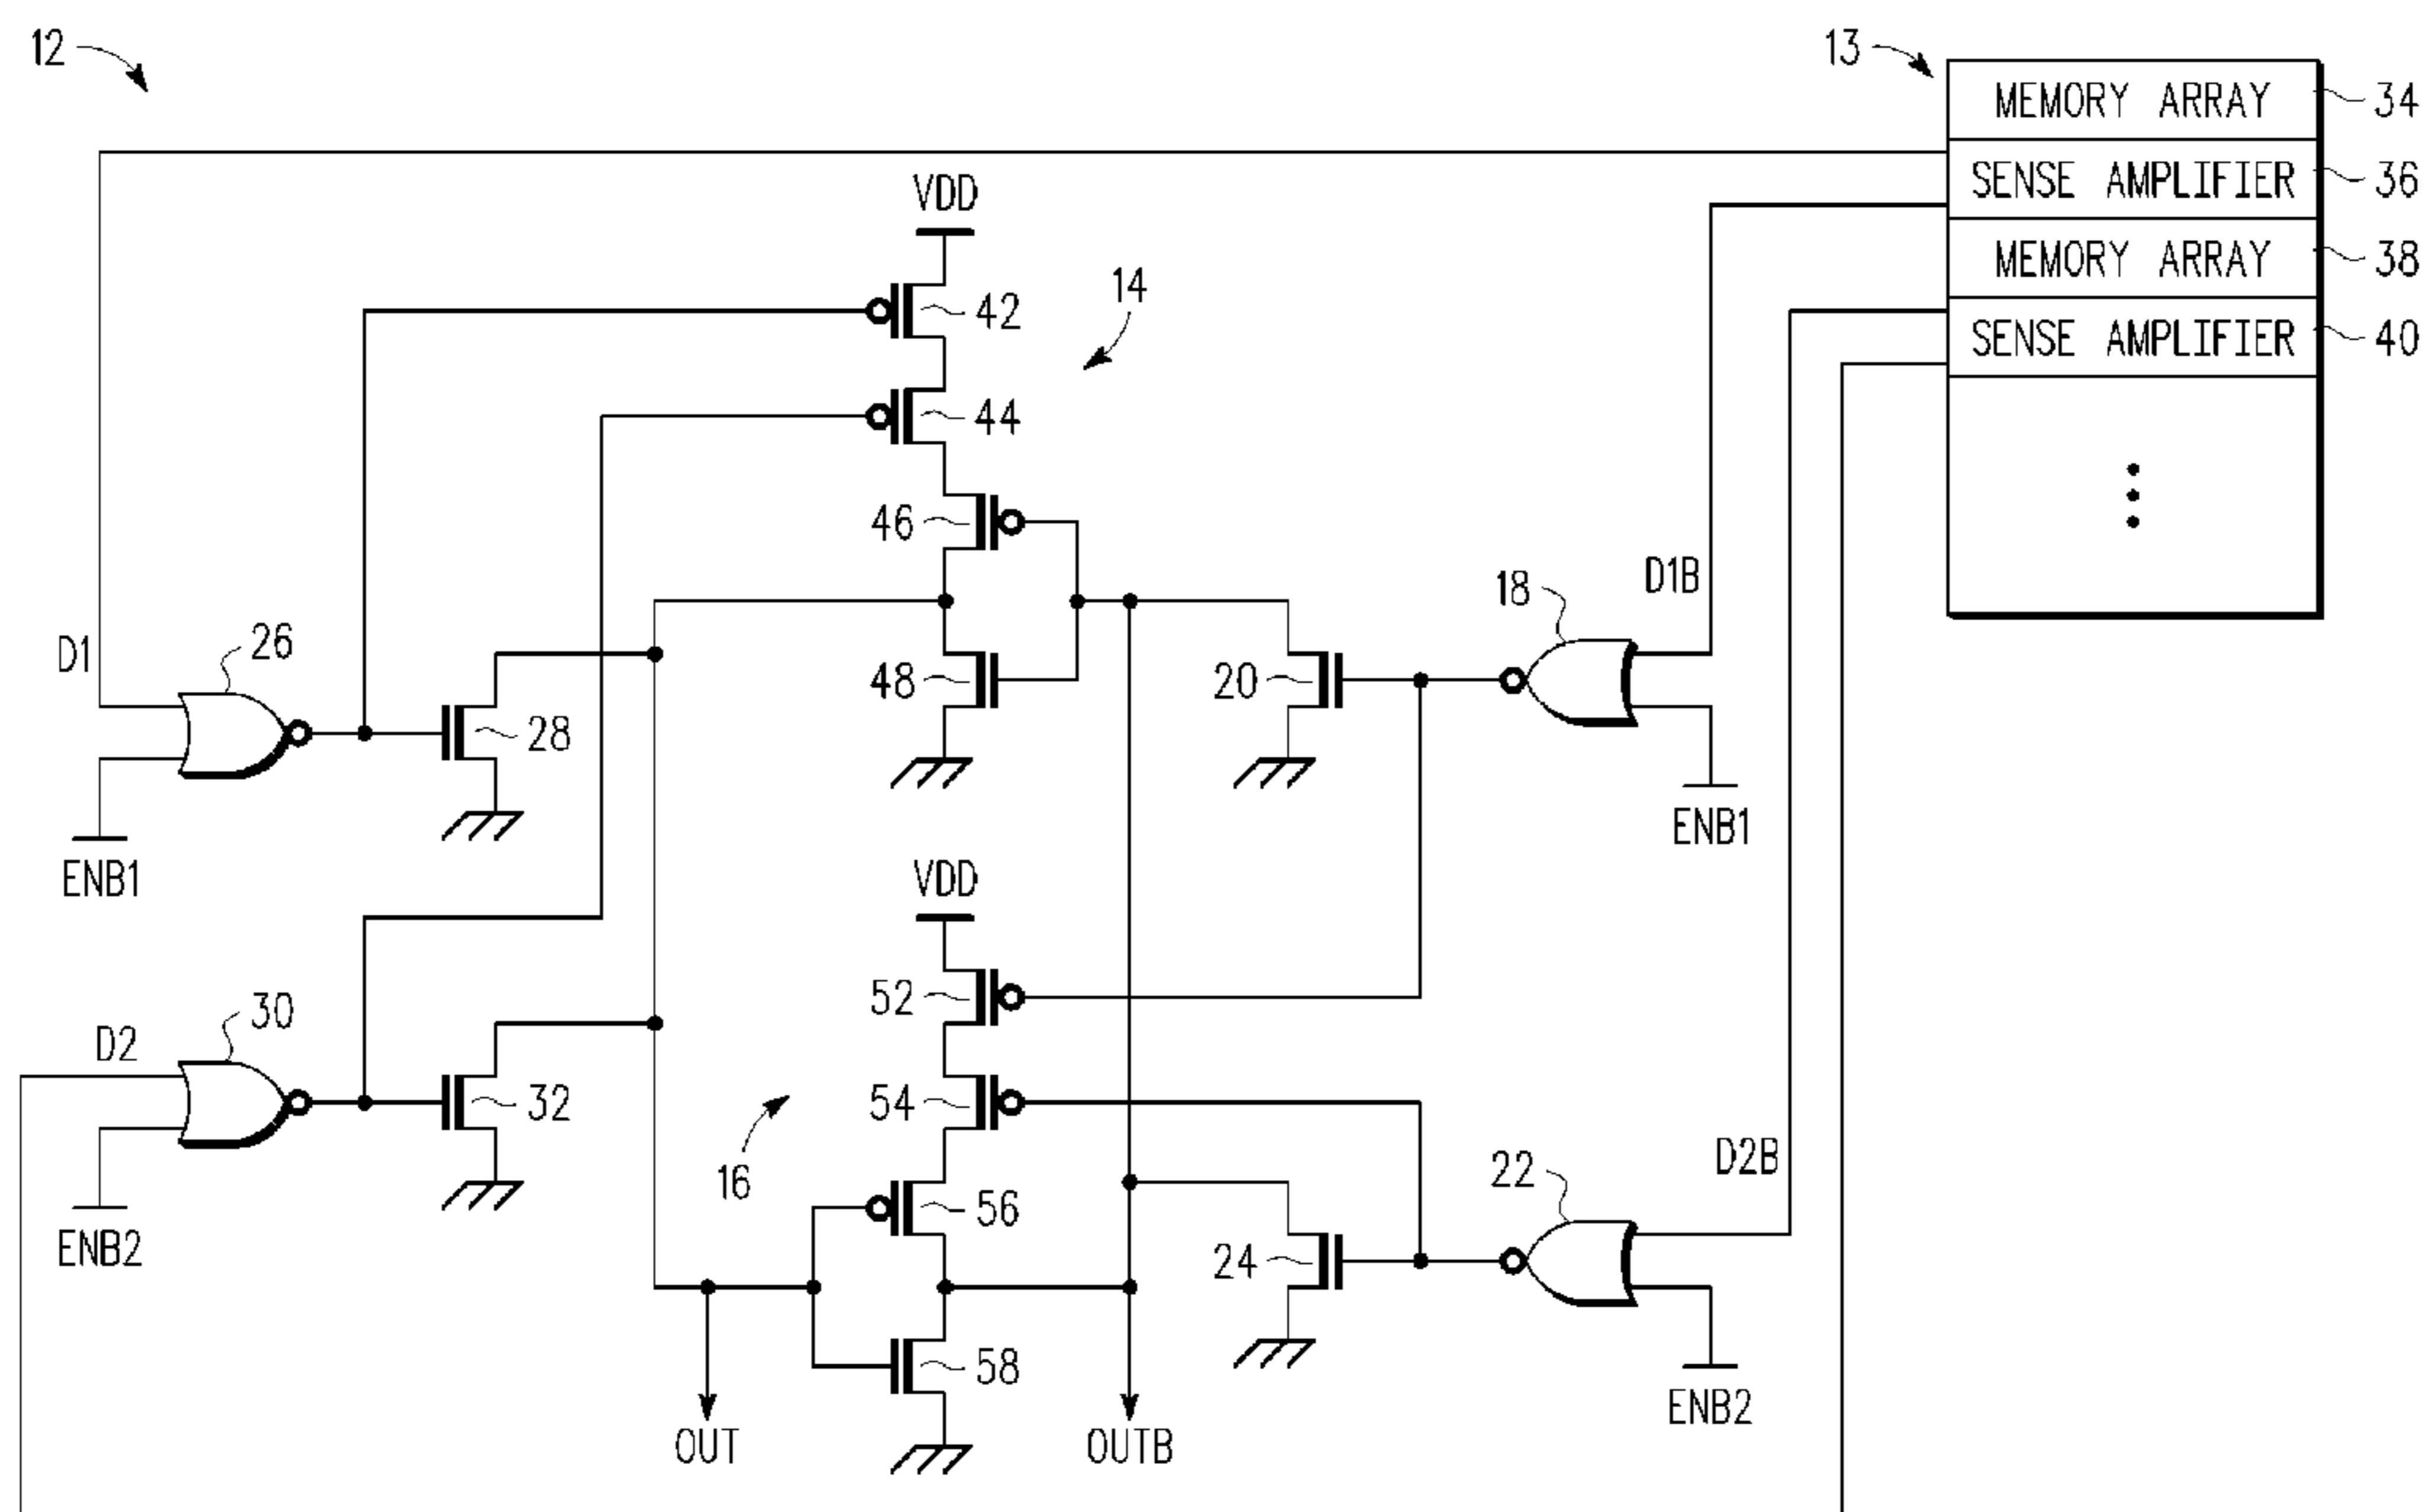 12
13
MEMORY ARRAY
34
SENSE AMPLIFIER
36
MEMORY ARRAY
38
SENSE AMPLIFIER
40
VDD
42
14
44
46
48
20
18
D1B
ENB1
D1
26
28
ENB1
VDD
52
54
16
56
58
D2
30
32
ENB2
24
22
D2B
ENB2
OUT
OUTB